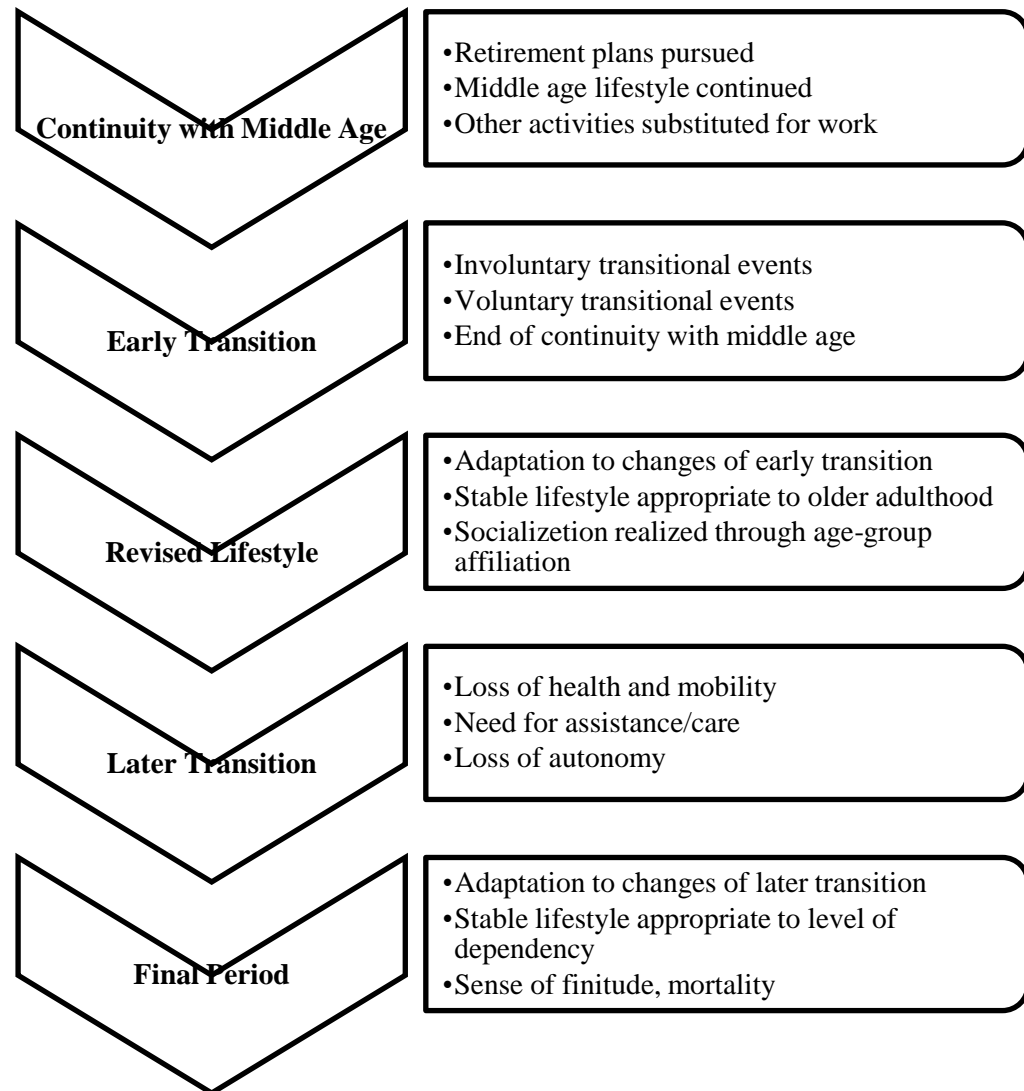 Continuity with Middle Age
•Retirement plans pursued
•Middle age lifestyle continued
•Other activities substituted for work
Early Transition
•Involuntary transitional events
•Voluntary transitional events
•End of continuity with middle age
Revised Lifestyle
•Adaptation to changes of early transition
•Stable lifestyle appropriate to older adulthood
•Socializetion realized through age-group
affiliation
Later Transition
•Loss of health and mobility
•Need for assistance/care
•Loss of autonomy
Final Period
•Adaptation to changes of later transition
•Stable lifestyle appropriate to level of
dependency
•Sense of finitude, mortality